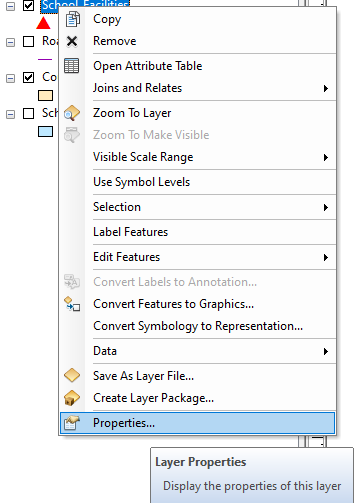 School_Facilities
Copy
Roa
Remove
Open Attribute Table
Co
Joins and Relates
Sch
Zoom To Layer
Zoom To Make Visible
Visible Scale Range
Use Symbol Levels
Selection
Label Features
Edit Features
Convert Labels to Annotation...
Convert Features to Graphics...
Convert Symbology to Representation...
Data
Save As Layer File...
Create Layer Package...
Properties...
Layer Properties
Display the properties of this layer